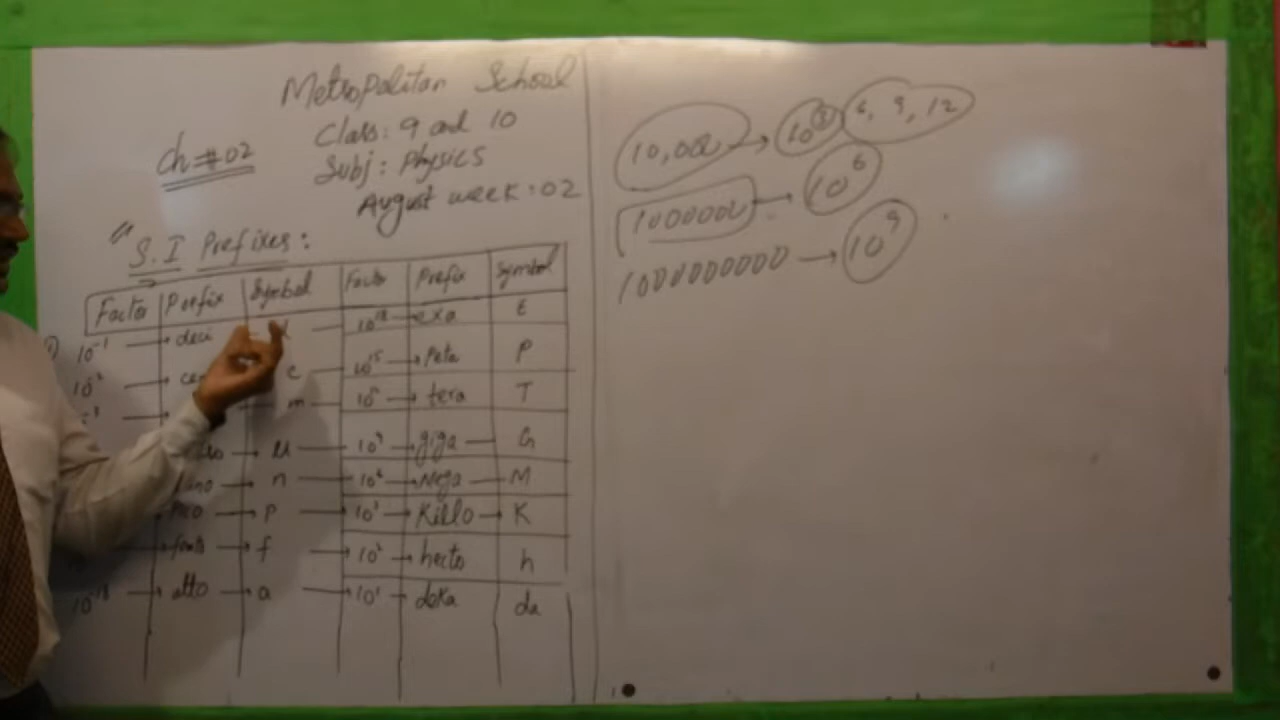 Metropolitan School
Class: 9 and 10
Ch # 02
Subj: Physics
August week: 02
"S.I Prefixes:
Factor Prefix Symbol Factor Prefix Symbol
10⁻¹ → deci d 10¹⁸ → exa E
c 10¹⁵ → Peta P
m tera T
μ 10⁹ → giga G
n 10⁶ → Mega M
p 10³ → Killo → K
→ f → 10² → hecto h
10⁻¹⁸ → atto → a → 10¹ → deka da
10,000 → 10³ 6, 9, 12
1000000 → 10⁶
1000000000 → 10⁹